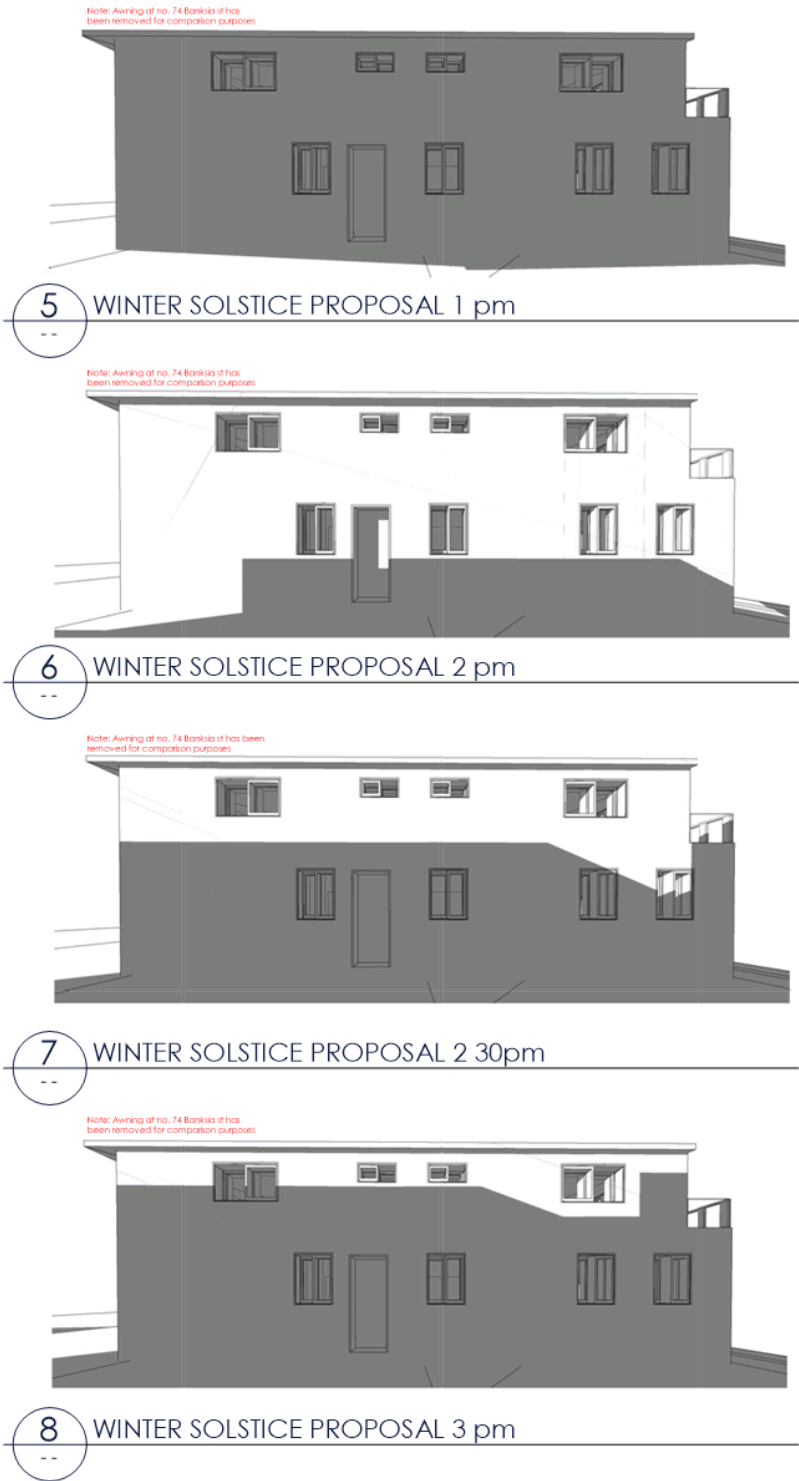 Note: Awning at no. 74 Banksia st has
been removed for comparison purposes
5 WINTER SOLSTICE PROPOSAL 1 pm
--
Note: Awning at no. 74 Banksia st has
been removed for comparison purposes
6 WINTER SOLSTICE PROPOSAL 2 pm
--
Note: Awning at no. 74 Banksia st has been
removed for comparison purposes
7 WINTER SOLSTICE PROPOSAL 2 30pm
--
Note: Awning at no. 74 Banksia st has
been removed for comparison purposes
8 WINTER SOLSTICE PROPOSAL 3 pm
--